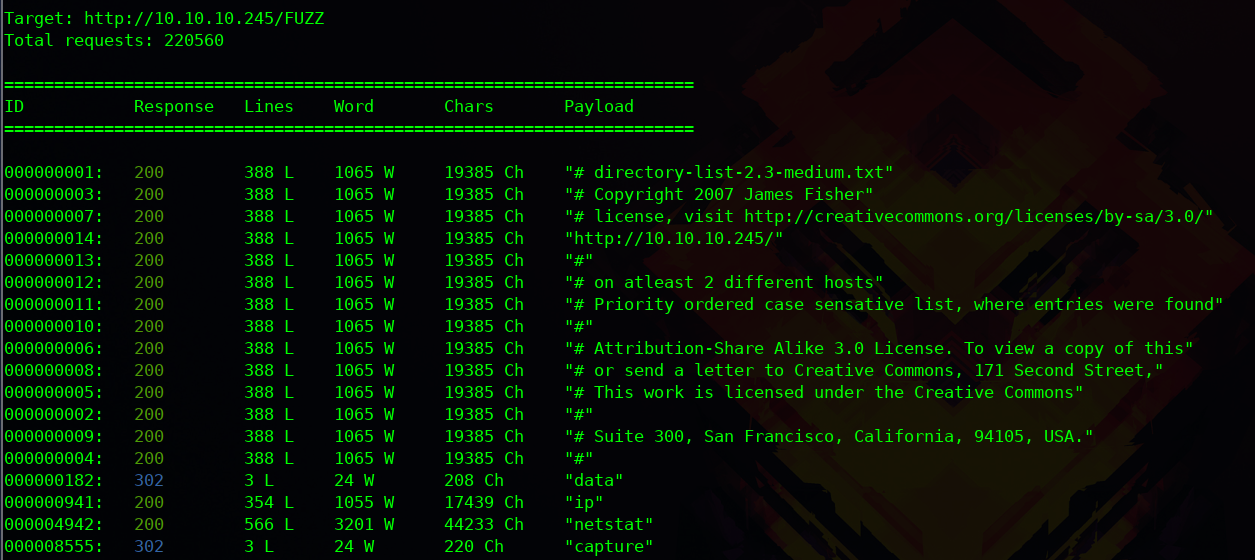 Target: http://10.10.10.245/FUZZ
Total requests: 220560
=====================================================================
ID           Response   Lines    Word       Chars       Payload
=====================================================================
000000001:   200        388 L    1065 W     19385 Ch    "# directory-list-2.3-medium.txt"
000000003:   200        388 L    1065 W     19385 Ch    "# Copyright 2007 James Fisher"
000000007:   200        388 L    1065 W     19385 Ch    "# license, visit http://creativecommons.org/licenses/by-sa/3.0/"
000000014:   200        388 L    1065 W     19385 Ch    "http://10.10.10.245/"
000000013:   200        388 L    1065 W     19385 Ch    "#"
000000012:   200        388 L    1065 W     19385 Ch    "# on atleast 2 different hosts"
000000011:   200        388 L    1065 W     19385 Ch    "# Priority ordered case sensative list, where entries were found"
000000010:   200        388 L    1065 W     19385 Ch    "#"
000000006:   200        388 L    1065 W     19385 Ch    "# Attribution-Share Alike 3.0 License. To view a copy of this"
000000008:   200        388 L    1065 W     19385 Ch    "# or send a letter to Creative Commons, 171 Second Street,"
000000005:   200        388 L    1065 W     19385 Ch    "# This work is licensed under the Creative Commons"
000000002:   200        388 L    1065 W     19385 Ch    "#"
000000009:   200        388 L    1065 W     19385 Ch    "# Suite 300, San Francisco, California, 94105, USA."
000000004:   200        388 L    1065 W     19385 Ch    "#"
000000182:   302        3 L      24 W       208 Ch      "data"
000000941:   200        354 L    1055 W     17439 Ch    "ip"
000004942:   200        566 L    3201 W     44233 Ch    "netstat"
000008555:   302        3 L      24 W       220 Ch      "capture"